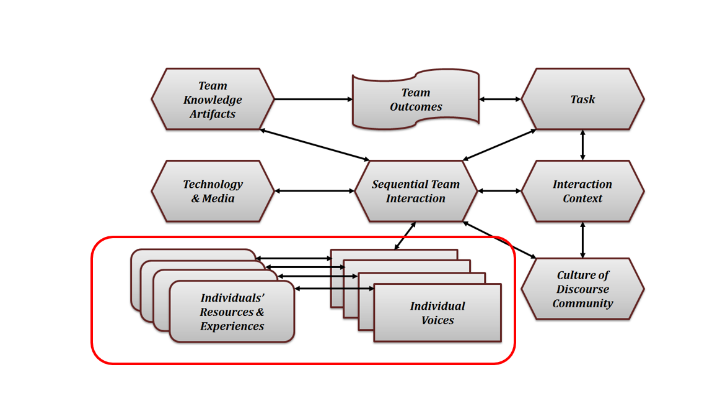 Team
Knowledge
Artifacts
Team
Outcomes
Task
Technology
& Media
Sequential Team
Interaction
Interaction
Context
Individuals’
Resources &
Experiences
Individual
Voices
Culture of
Discourse
Community